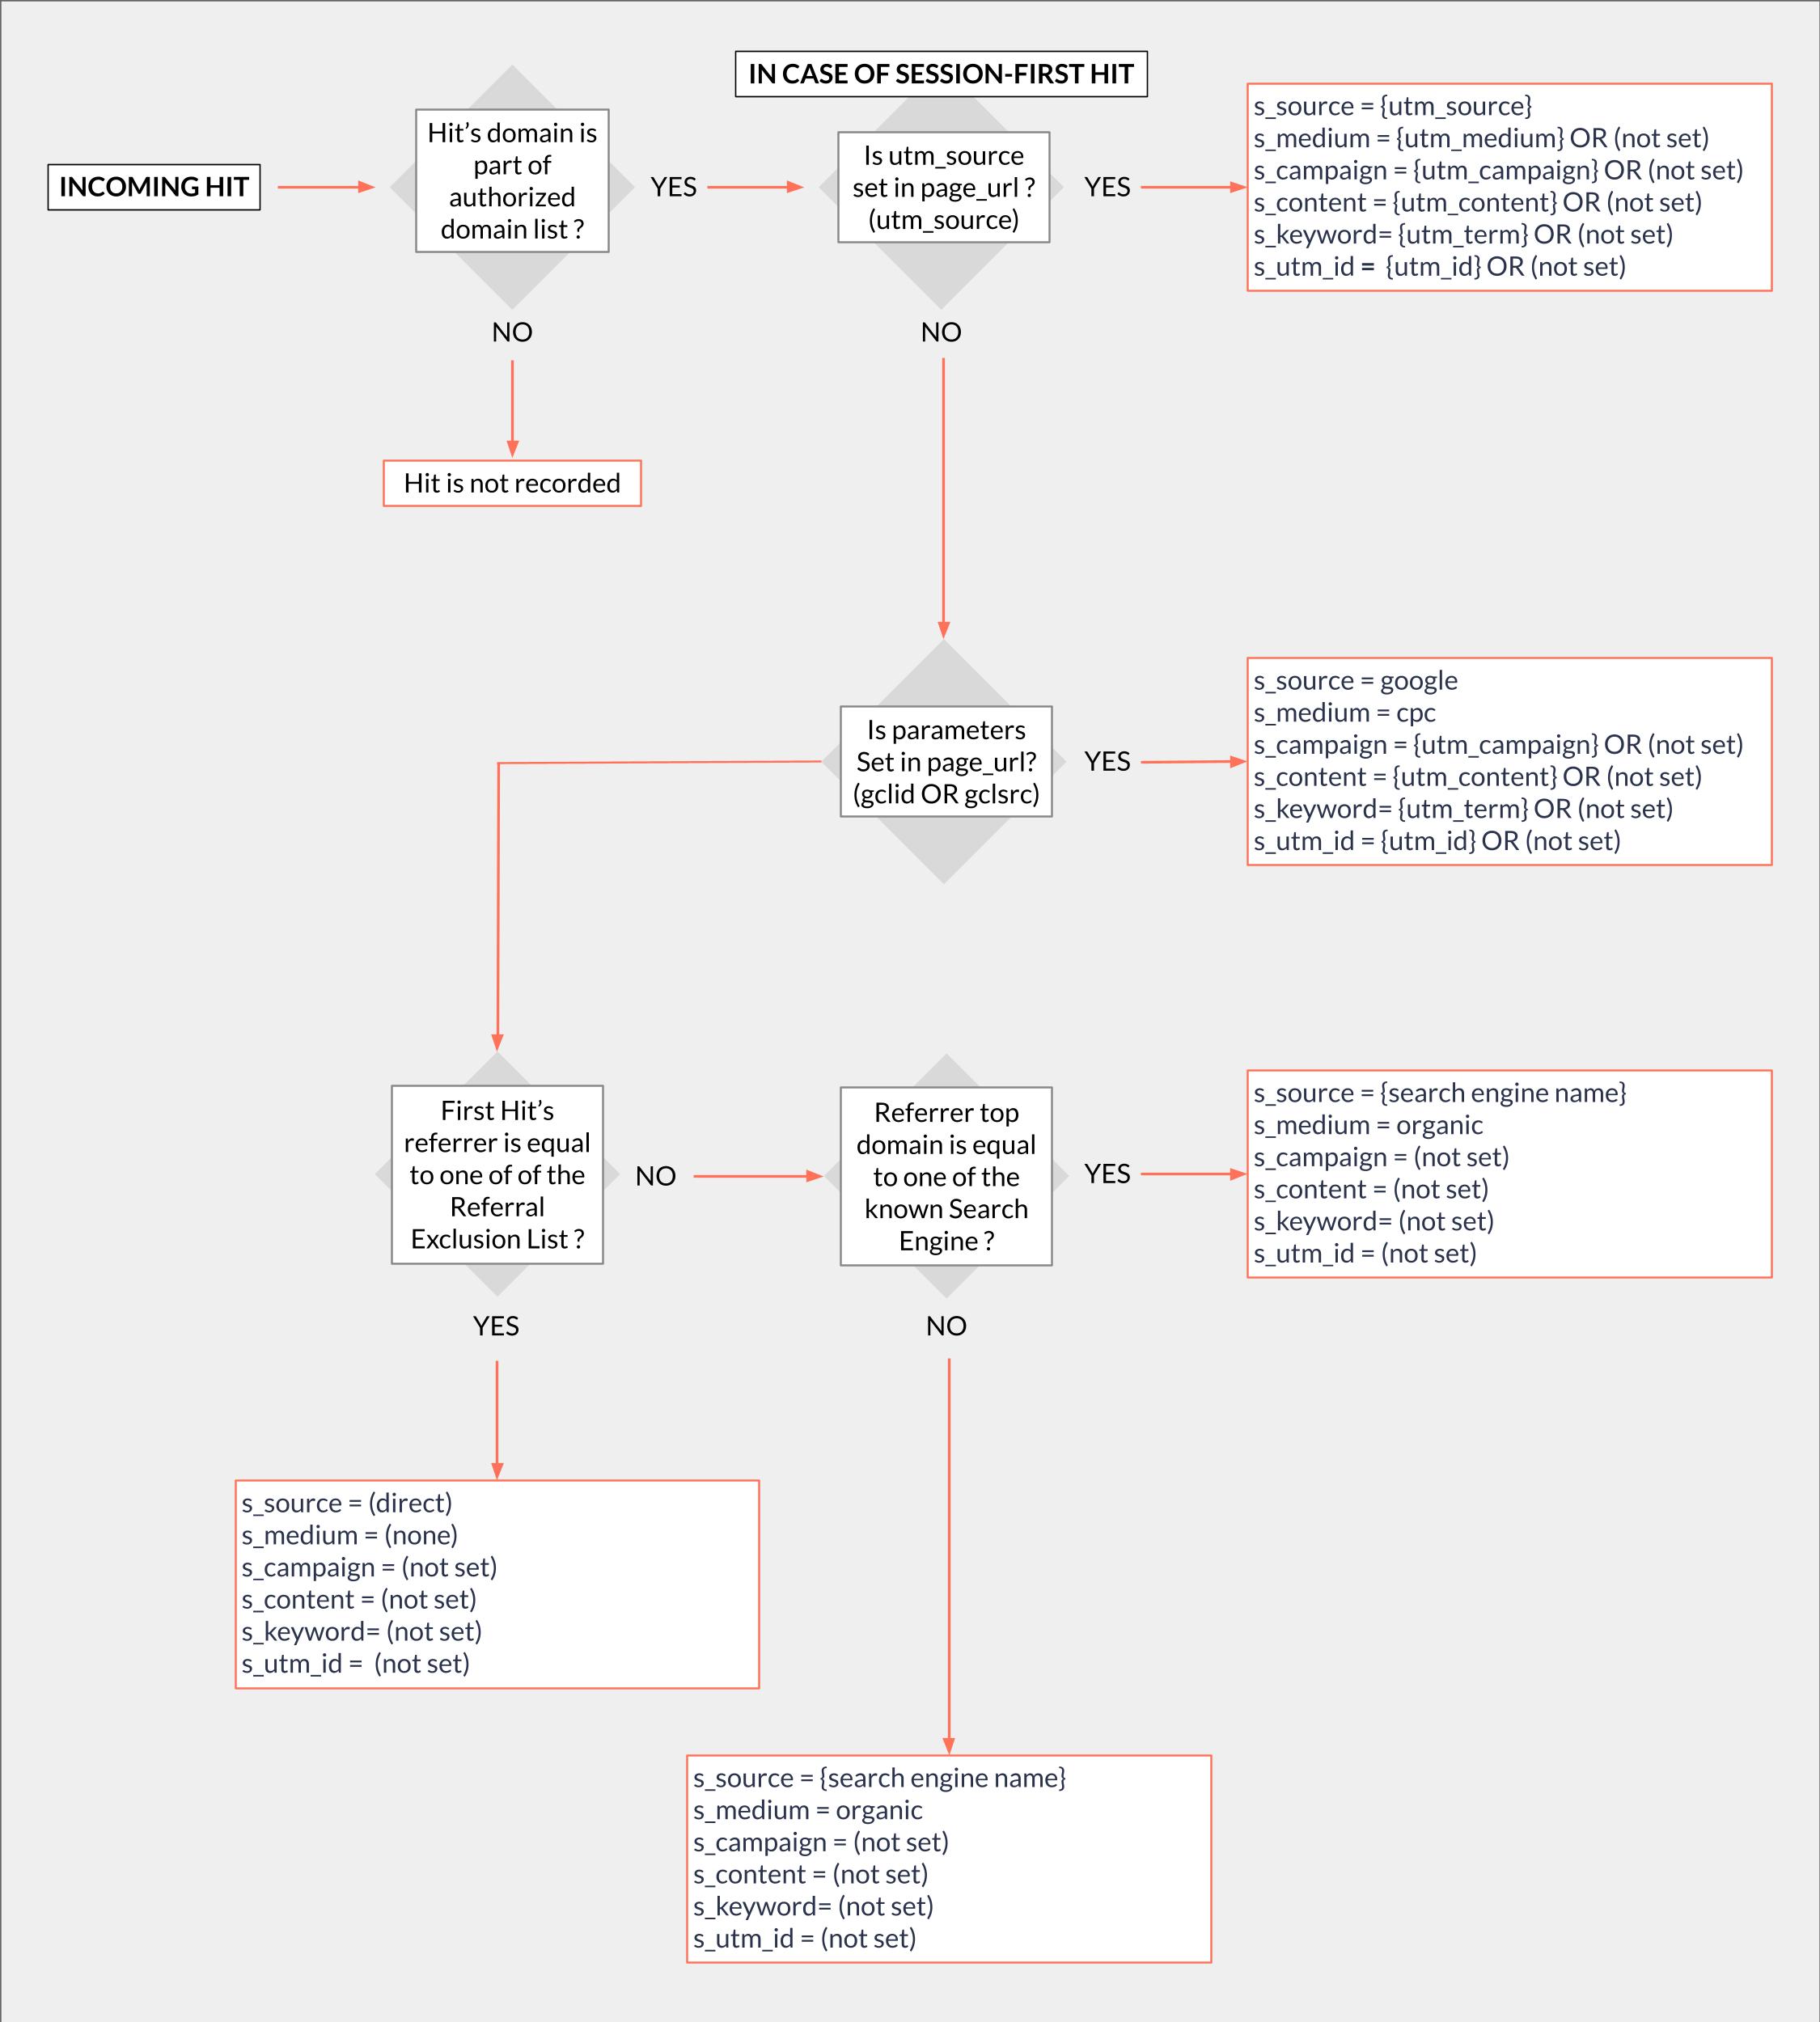 INCOMING HIT
Hit’s domain is
part of
authorized
domain list ?
YES
NO
Hit is not recorded
IN CASE OF SESSION-FIRST HIT
Is utm_source
set in page_url ?
(utm_source)
YES
s_source = {utm_source}
s_medium = {utm_medium} OR (not set)
s_campaign = {utm_campaign} OR (not set)
s_content = {utm_content} OR (not set)
s_keyword= {utm_term} OR (not set)
s_utm_id = {utm_id} OR (not set)
NO
Is parameters
Set in page_url?
(gclid OR gclsrc)
YES
s_source = google
s_medium = cpc
s_campaign = {utm_campaign} OR (not set)
s_content = {utm_content} OR (not set)
s_keyword= {utm_term} OR (not set)
s_utm_id = {utm_id} OR (not set)
First Hit’s
referrer is equal
to one of of the
Referral
Exclusion List ?
NO
Referrer top
domain is equal
to one of the
known Search
Engine ?
YES
s_source = {search engine name}
s_medium = organic
s_campaign = (not set)
s_content = (not set)
s_keyword= (not set)
s_utm_id = (not set)
YES
s_source = (direct)
s_medium = (none)
s_campaign = (not set)
s_content = (not set)
s_keyword= (not set)
s_utm_id = (not set)
NO
s_source = {search engine name}
s_medium = organic
s_campaign = (not set)
s_content = (not set)
s_keyword= (not set)
s_utm_id = (not set)